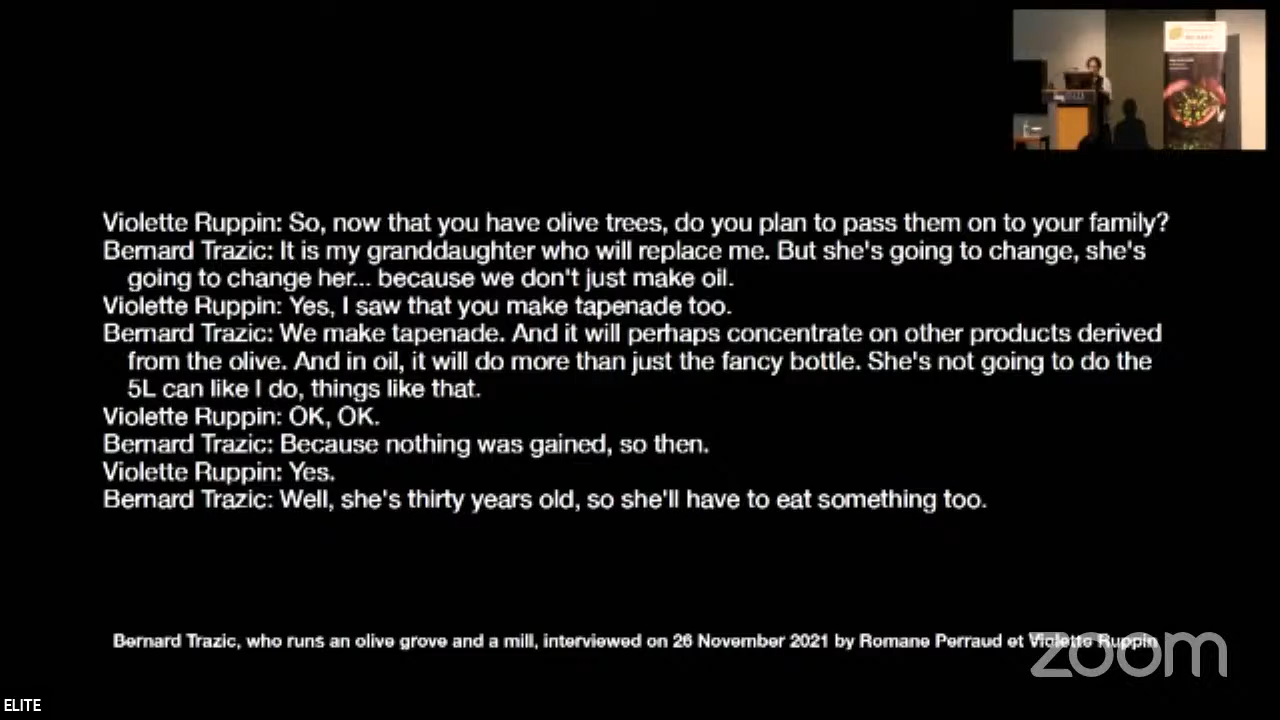 Violette Ruppin: So, now that you have olive trees, do you plan to pass them on to your family?
Bernard Trazic: It is my granddaughter who will replace me. But she's going to change, she's
going to change her... because we don't just make oil.
Violette Ruppin: Yes, I saw that you make tapenade too.
Bernard Trazic: We make tapenade. And it will perhaps concentrate on other products derived
from the olive. And in oil, it will do more than just the fancy bottle. She's not going to do the
5L can like I do, things like that.
Violette Ruppin: OK, OK.
Bernard Trazic: Because nothing was gained, so then.
Violette Ruppin: Yes.
Bernard Trazic: Well, she's thirty years old, so she'll have to eat something too.
Bernard Trazic, who runs an olive grove and a mill, interviewed on 26 November 2021 by Romane Perraud et Violette Ruppin
zoom
ELITE